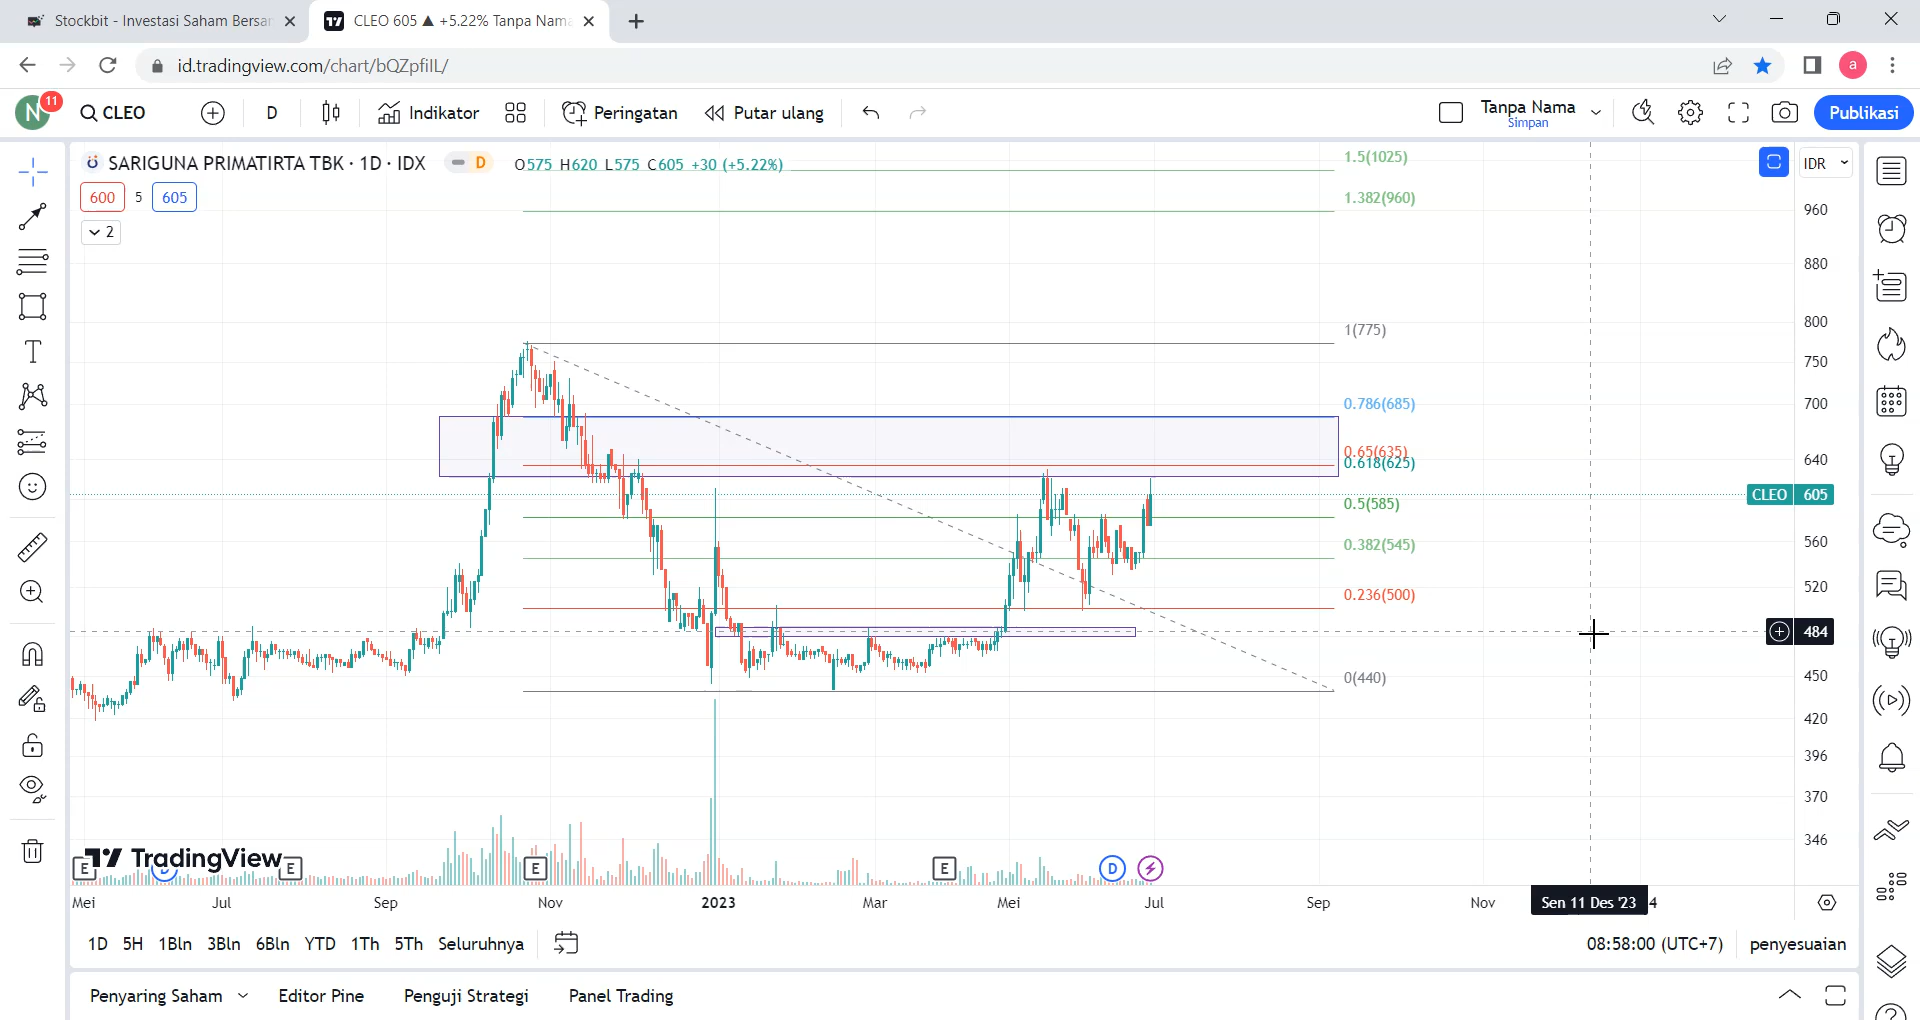 Stockbit - Investasi Saham Bersar
CLEO 605 ▲ +5.22% Tanpa Nama
id.tradingview.com/chart/bQZpfiIL/
a
N
11
CLEO
D
Indikator
Peringatan
Putar ulang
Tanpa Nama
Simpan
Publikasi
SARIGUNA PRIMATIRTA TBK · 1D · IDX
D
O575 H620 L575 C605 +30 (+5.22%)
600 5 605
2
IDR
1.5(1025)
1.382(960)
1(775)
0.786(685)
0.65(635)
0.618(625)
0.5(585)
0.382(545)
0.236(500)
0(440)
960
880
800
750
700
640
CLEO 605
560
520
484
450
420
396
370
346
TradingView
E
D
E
E
E
D
Mei Jul Sep Nov 2023 Mar Mei Jul Sep Nov Sen 11 Des '23 4
1D 5H 1Bln 3Bln 6Bln YTD 1Th 5Th Seluruhnya
08:58:00 (UTC+7) penyesuaian
Penyaring Saham Editor Pine Penguji Strategi Panel Trading